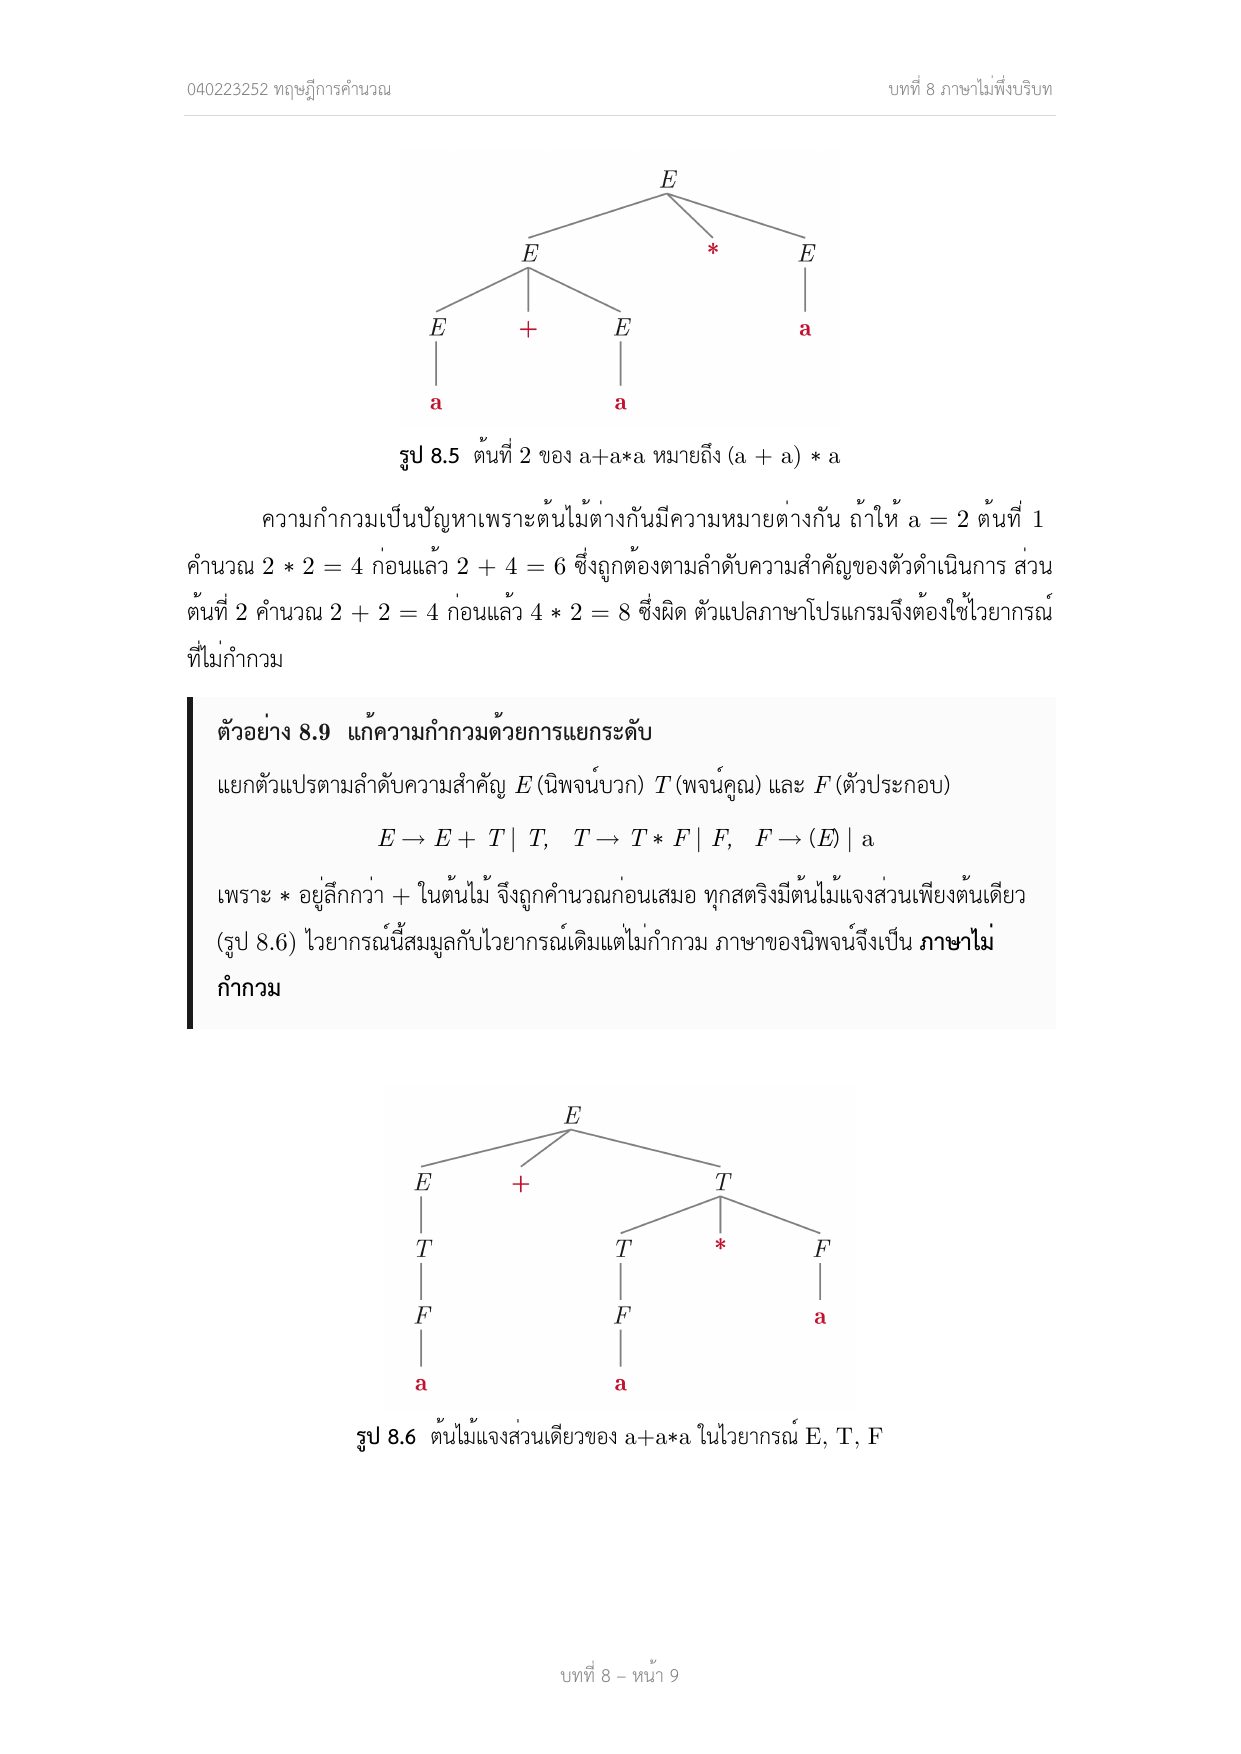 040223252 ทฤษฎีการคำนวณ
บทที่ 8 ภาษาไม่พึ่งบริบท
E
E * E
E + E a
a a
รูป 8.5 ต้นที่ 2 ของ a+a∗a หมายถึง (a + a) ∗ a
ความกำกวมเป็นปัญหาเพราะต้นไม้ต่างกันมีความหมายต่างกัน ถ้าให้ a = 2 ต้นที่ 1
คำนวณ 2 ∗ 2 = 4 ก่อนแล้ว 2 + 4 = 6 ซึ่งถูกต้องตามลำดับความสำคัญของตัวดำเนินการ ส่วน
ต้นที่ 2 คำนวณ 2 + 2 = 4 ก่อนแล้ว 4 ∗ 2 = 8 ซึ่งผิด ตัวแปลภาษาโปรแกรมจึงต้องใช้ไวยากรณ์
ที่ไม่กำกวม
ตัวอย่าง 8.9 แก้ความกำกวมด้วยการแยกระดับ
แยกตัวแปรตามลำดับความสำคัญ E (นิพจน์บวก) T (พจน์คูณ) และ F (ตัวประกอบ)
E → E + T | T, T → T ∗ F | F, F → (E) | a
เพราะ ∗ อยู่ลึกกว่า + ในต้นไม้ จึงถูกคำนวณก่อนเสมอ ทุกสตริงมีต้นไม้แจงส่วนเพียงต้นเดียว
(รูป 8.6) ไวยากรณ์นี้สมมูลกับไวยากรณ์เดิมแต่ไม่กำกวม ภาษาของนิพจน์จึงเป็น ภาษาไม่
กำกวม
E
E + T
T T * F
F F a
a a
รูป 8.6 ต้นไม้แจงส่วนเดียวของ a+a∗a ในไวยากรณ์ E, T, F
บทที่ 8 – หน้า 9